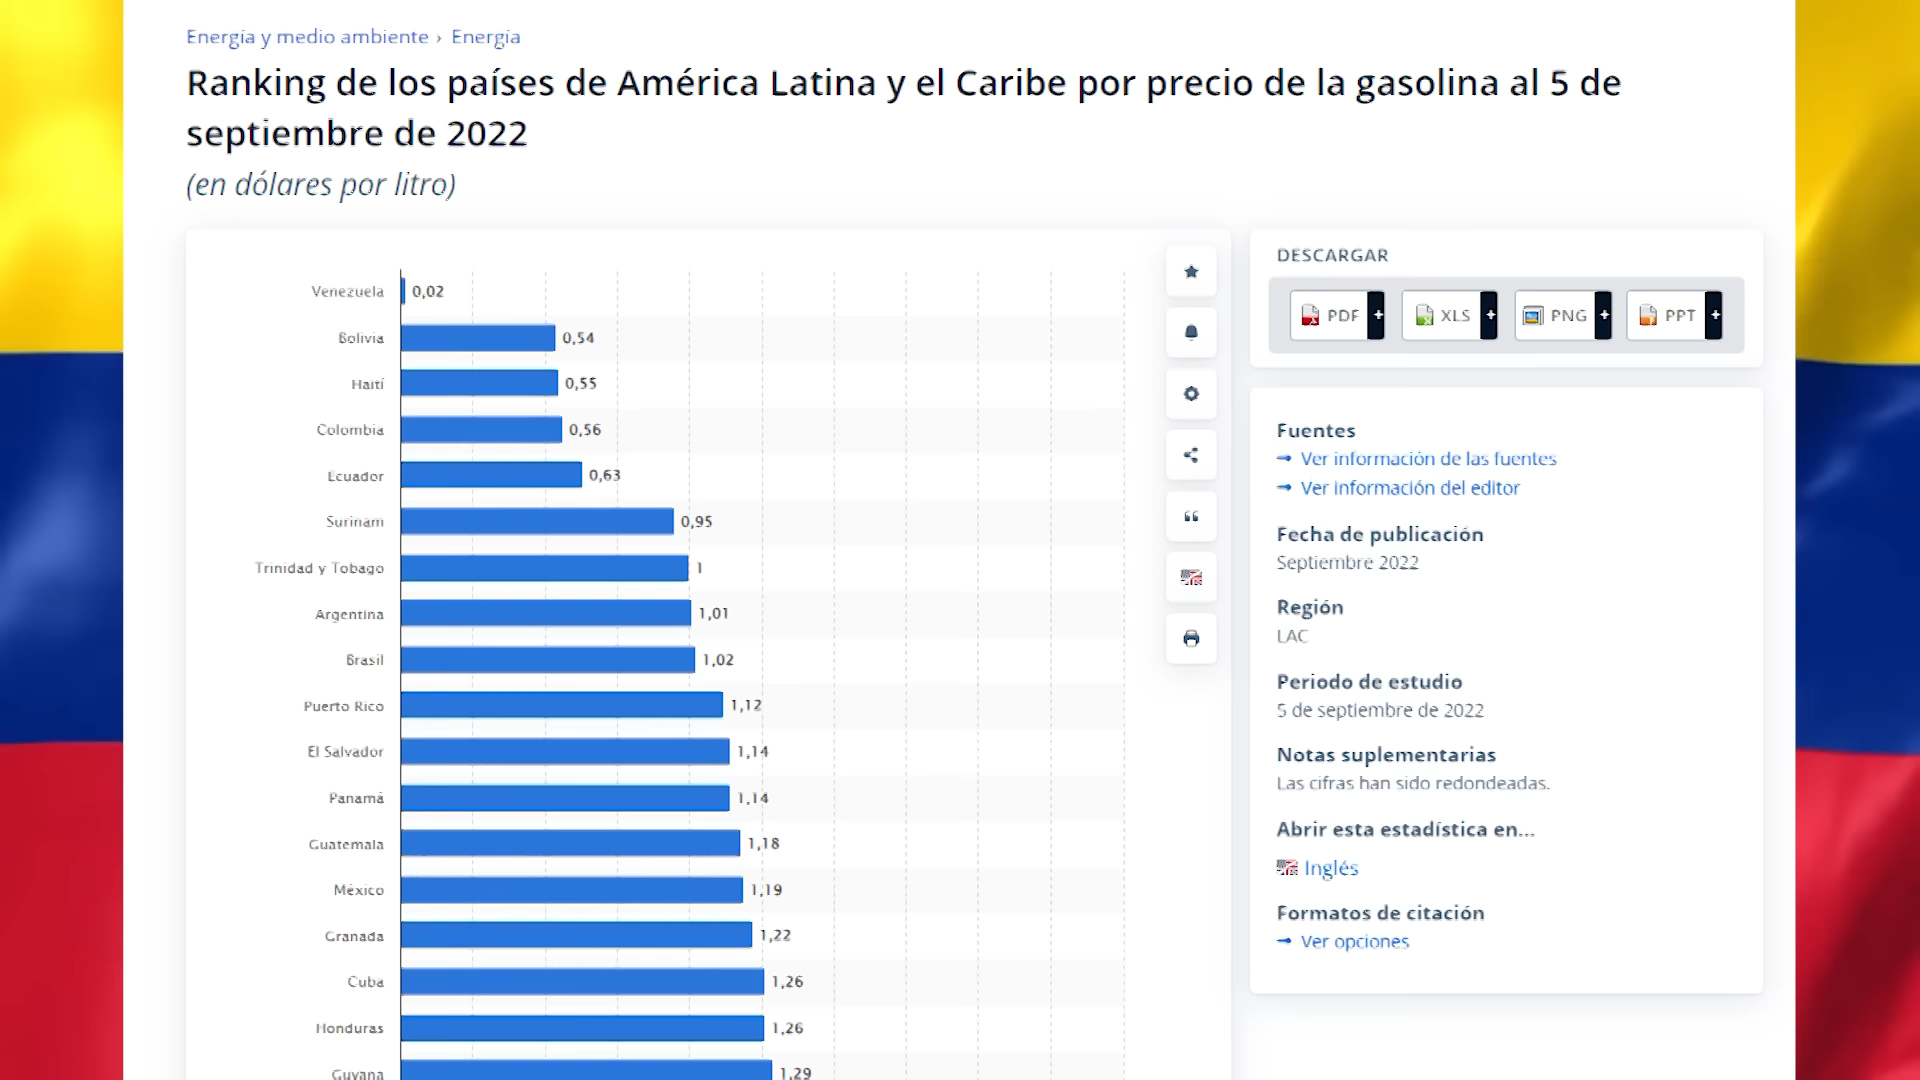 Energía y medio ambiente › Energía
Ranking de los países de América Latina y el Caribe por precio de la gasolina al 5 de
septiembre de 2022
(en dólares por litro)
Venezuela 0,02
Bolivia 0,54
Haití 0,55
Colombia 0,56
Ecuador 0,63
Surinam 0,95
Trinidad y Tobago 1
Argentina 1,01
Brasil 1,02
Puerto Rico 1,12
El Salvador 1,14
Panamá 1,14
Guatemala 1,18
México 1,19
Granada 1,22
Cuba 1,26
Honduras 1,26
Guyana 1,29
DESCARGAR
PDF + XLS + PNG + PPT +
Fuentes
→ Ver información de las fuentes
→ Ver información del editor
Fecha de publicación
Septiembre 2022
Región
LAC
Periodo de estudio
5 de septiembre de 2022
Notas suplementarias
Las cifras han sido redondeadas.
Abrir esta estadística en...
Inglés
Formatos de citación
→ Ver opciones